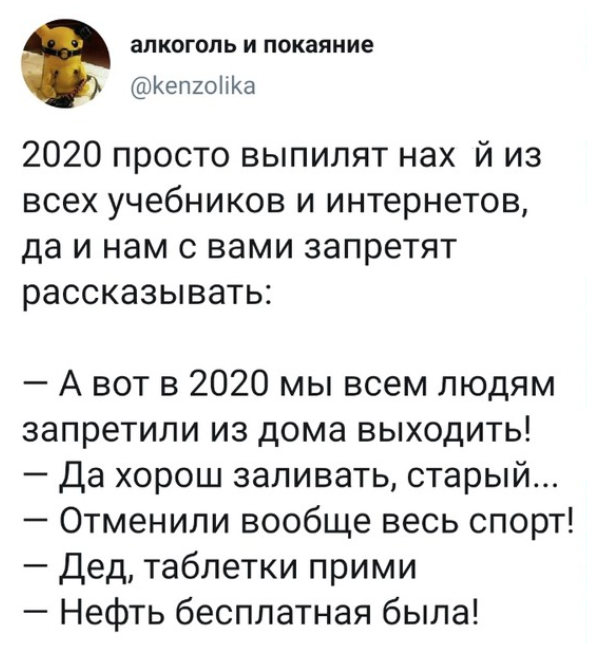 алкоголь и покаяние
@kenzolika
2020 просто выпилят нах й из
всех учебников и интернетов,
да и нам с вами запретят
рассказывать:
— А вот в 2020 мы всем людям
запретили из дома выходить!
— Да хорош заливать, старый...
— Отменили вообще весь спорт!
— Дед, таблетки прими
— Нефть бесплатная была!